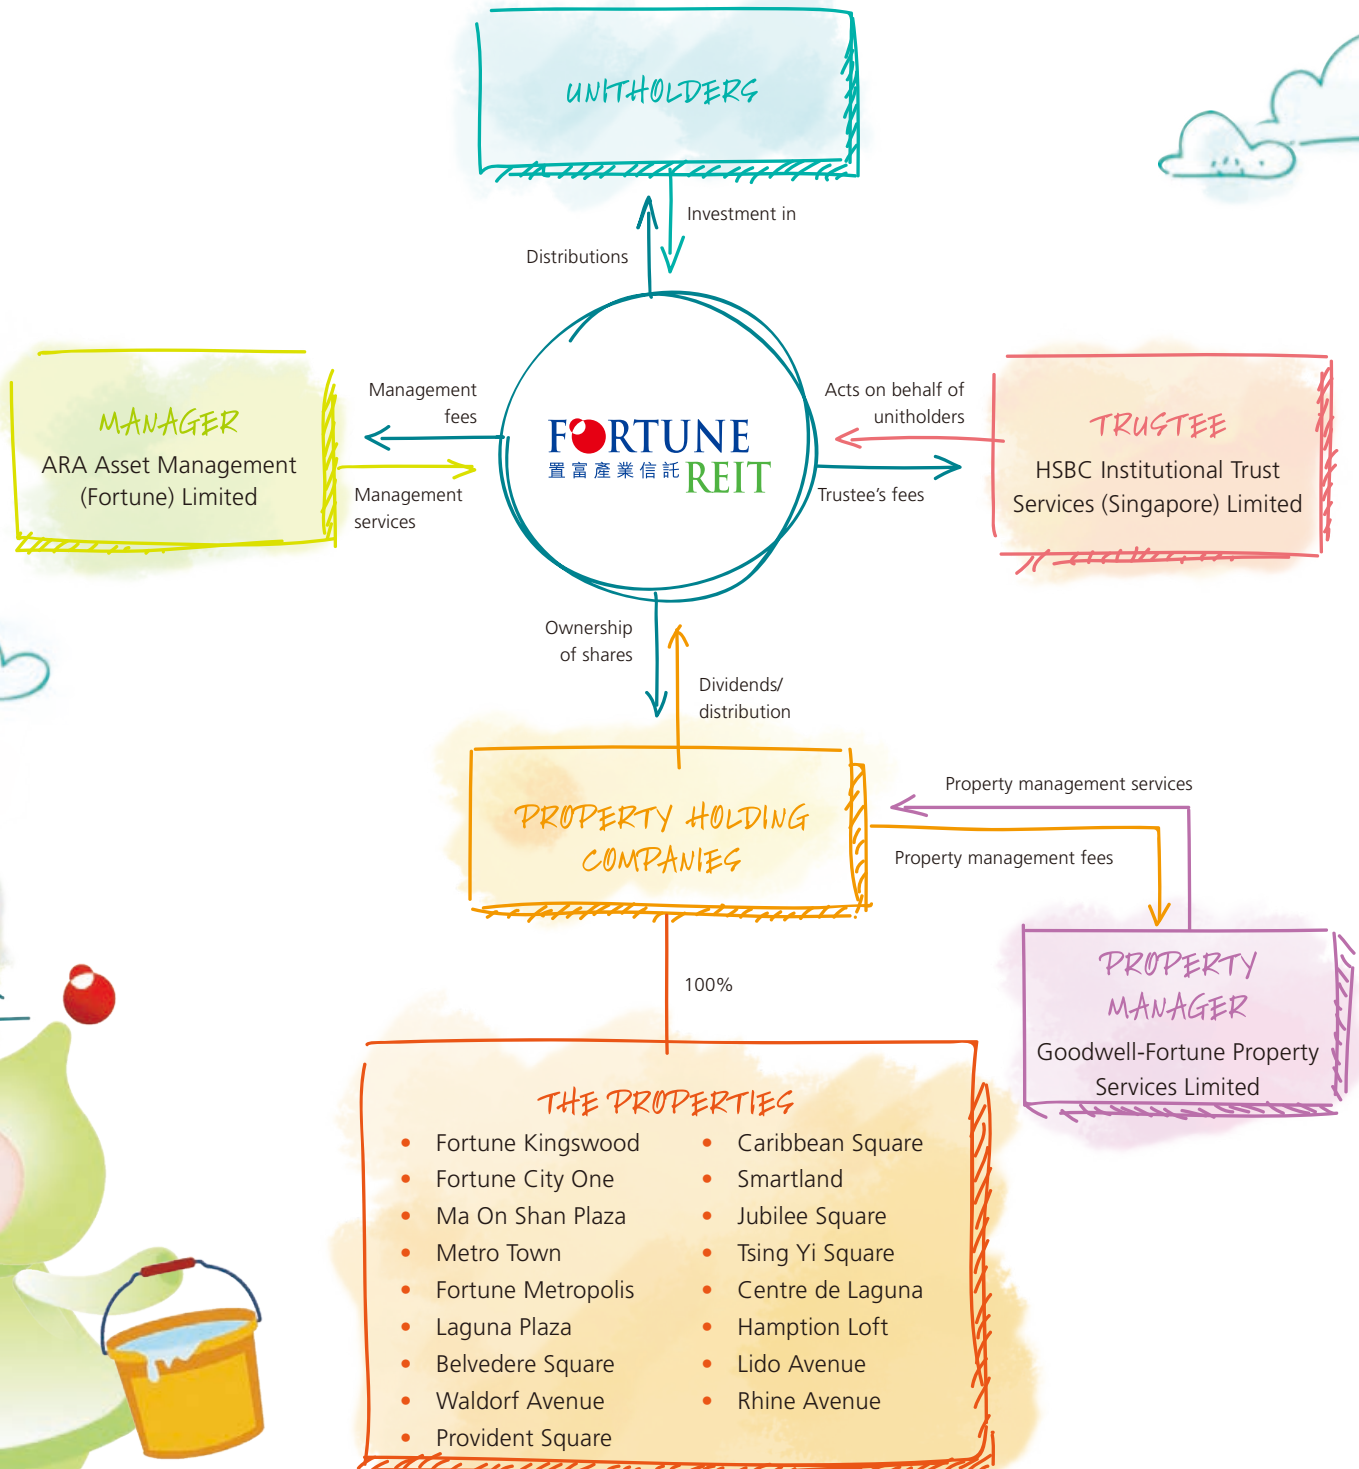 UNITHOLDERS
Investment in
Distributions
Management
fees
MANAGER
ARA Asset Management
(Fortune) Limited
Management
services
FORTUNE
置富產業信託 REIT
Acts on behalf of
unitholders
Trustee's fees
TRUSTEE
HSBC Institutional Trust
Services (Singapore) Limited
Ownership
of shares
Dividends/
distribution
PROPERTY HOLDING
COMPANIES
Property management services
Property management fees
PROPERTY
MANAGER
Goodwell-Fortune Property
Services Limited
100%
THE PROPERTIES
• Fortune Kingswood
• Fortune City One
• Ma On Shan Plaza
• Metro Town
• Fortune Metropolis
• Laguna Plaza
• Belvedere Square
• Waldorf Avenue
• Provident Square
• Caribbean Square
• Smartland
• Jubilee Square
• Tsing Yi Square
• Centre de Laguna
• Hamption Loft
• Lido Avenue
• Rhine Avenue